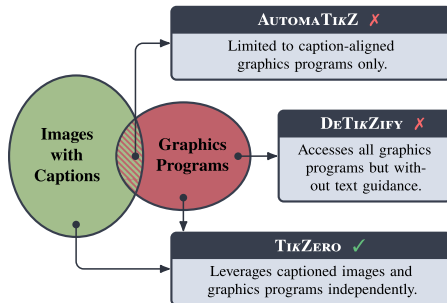 AUTOMATIKZ ✗
Limited to caption-aligned
graphics programs only.
Images
with
Captions
Graphics
Programs
DETIKZIFY ✗
Accesses all graphics
programs but with-
out text guidance.
TIKZERO ✓
Leverages captioned images and
graphics programs independently.